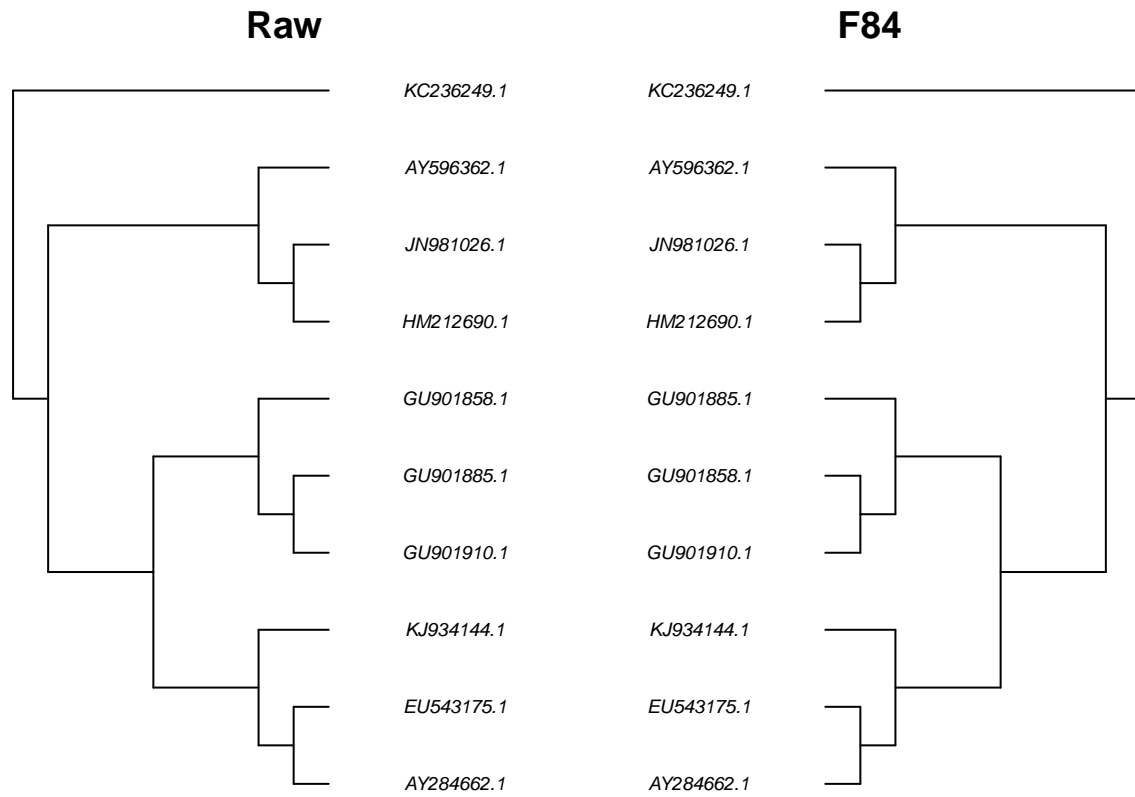 Raw F84
KC236249.1 KC236249.1
AY596362.1 AY596362.1
JN981026.1 JN981026.1
HM212690.1 HM212690.1
GU901858.1 GU901885.1
GU901885.1 GU901858.1
GU901910.1 GU901910.1
KJ934144.1 KJ934144.1
EU543175.1 EU543175.1
AY284662.1 AY284662.1